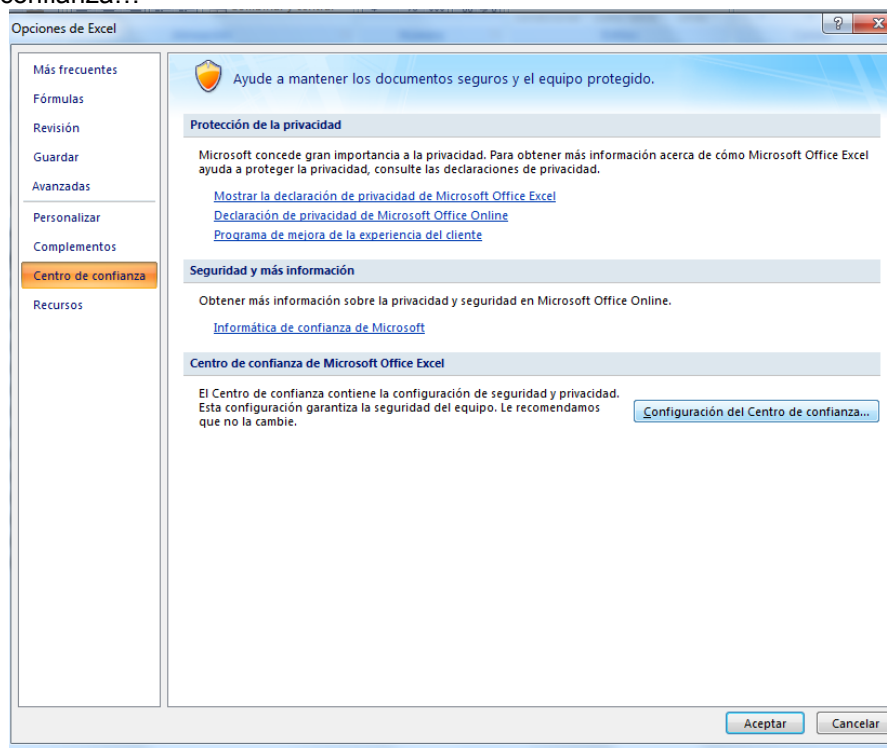 confianza…
Opciones de Excel
Más frecuentes
Fórmulas
Revisión
Guardar
Avanzadas
Personalizar
Complementos
Centro de confianza
Recursos
Ayude a mantener los documentos seguros y el equipo protegido.
Protección de la privacidad
Microsoft concede gran importancia a la privacidad. Para obtener más información acerca de cómo Microsoft Office Excel
ayuda a proteger la privacidad, consulte las declaraciones de privacidad.
Mostrar la declaración de privacidad de Microsoft Office Excel
Declaración de privacidad de Microsoft Office Online
Programa de mejora de la experiencia del cliente
Seguridad y más información
Obtener más información sobre la privacidad y seguridad en Microsoft Office Online.
Informática de confianza de Microsoft
Centro de confianza de Microsoft Office Excel
El Centro de confianza contiene la configuración de seguridad y privacidad.
Esta configuración garantiza la seguridad del equipo. Le recomendamos
que no la cambie.
Configuración del Centro de confianza...
Aceptar
Cancelar